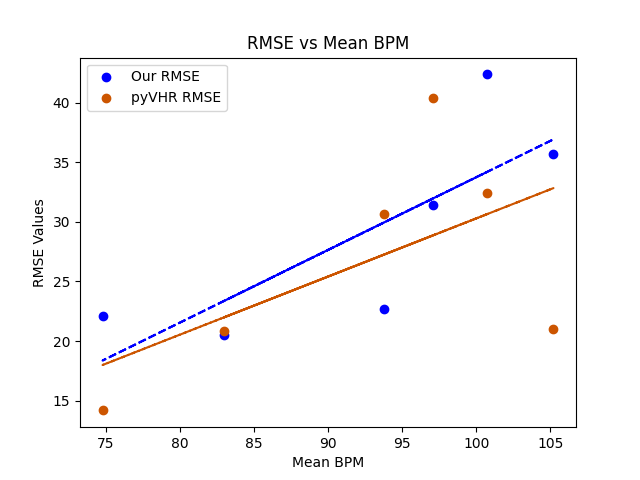 RMSE vs Mean BPM
Our RMSE
pyVHR RMSE
RMSE Values
40
35
30
25
20
15
75 80 85 90 95 100 105
Mean BPM